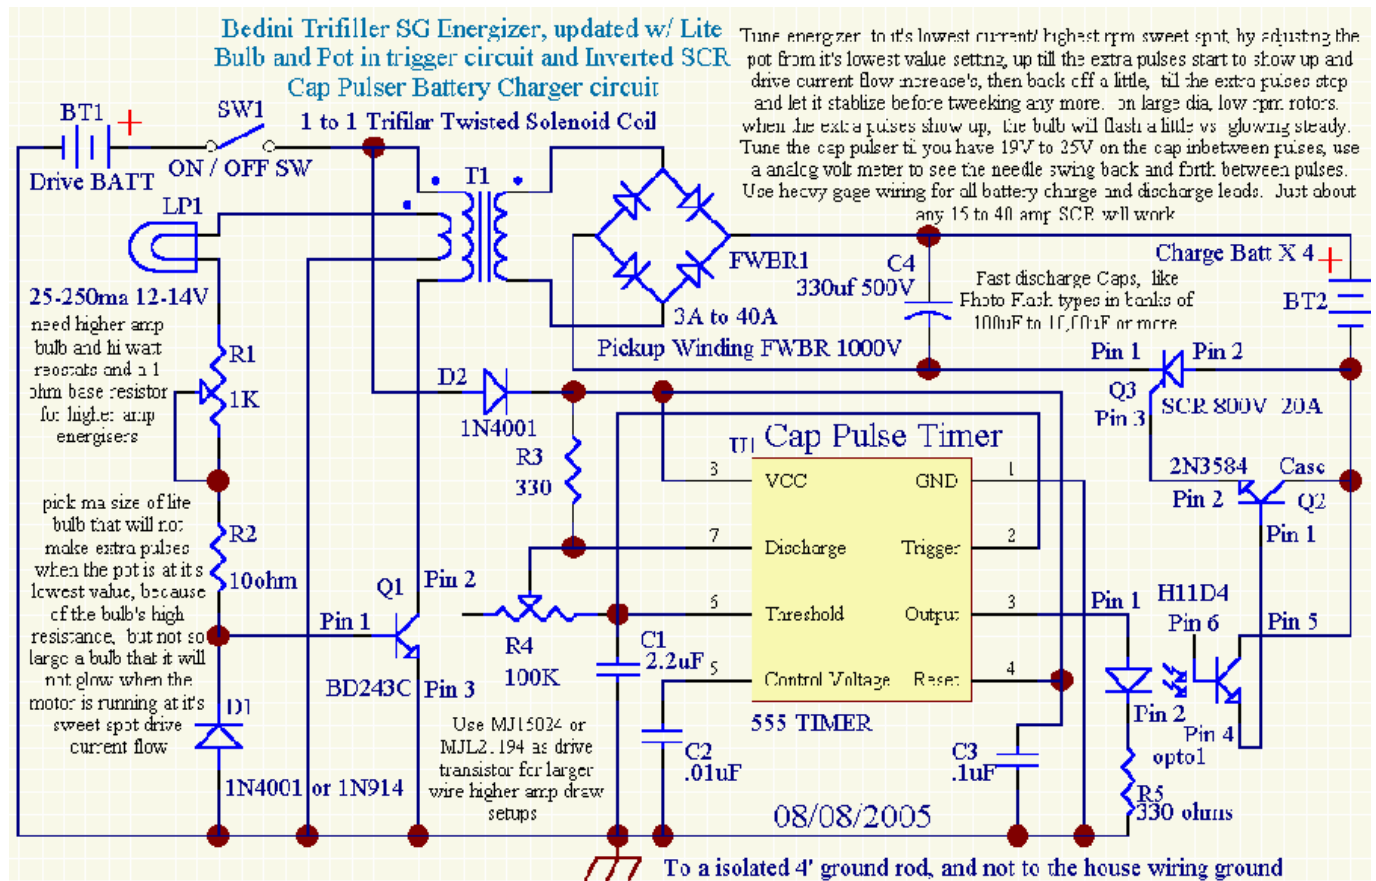 Bedini Trifiller SG Energizer, updated w/ Lite
Bulb and Pot in trigger circuit and Inverted SCR
Cap Pulser Battery Charger circuit
Tune energizer to it's lowest current/ highest rpm sweet spot, by adjusting the
pot from it's lowest value setting, up till the extra pulses start to show up and
drive current flow increase's, then back off a little, till the extra pulses stop
and let it stablize before tweeking any more. on large dia, low rpm rotors.
when the extra pulses show up, the bulb will flash a little vs glowing steady.
Tune the cap pulser til you have 19V to 25V on the cap inbetween pulses, use
a analog volt meter to see the needle swing back and forth between pulses.
Use heavy gage wiring for all battery charge and discharge leads. Just about
any 15 to 40 amp SCR will work
BT1
SW1
1 to 1 Trifilar Twisted Solenoid Coil
Drive BATT
ON / OFF SW
T1
LP1
25-250ma 12-14V
need higher amp
bulb and hi watt
reostats and a 1
ohm base resistor
for higher amp
energisers
R1
1K
FWBR1
C4
330uf 500V
3A to 40A
Pickup Winding FWBR 1000V
Fast discharge Caps, like
Photo Flash types in banks of
Charge Batt X 4
BT2
Pin 1
Pin 2
Q3
SCR 800V 20A
Pin 3
D2
1N4001
R3
330
U1
Cap Pulse Timer
8
VCC
GND
1
7
Discharge
Trigger
2
6
Threshold
Output
3
5
Control Voltage
Reset
4
555 TIMER
2N3584
Case
Pin 2
Q2
Pin 1
H11D4
Pin 1
Pin 6
Pin 5
Pin 2
Pin 4
opto1
R5
330 ohms
pick ma size of lite
bulb that will not
make extra pulses
when the pot is at it's
lowest value, because
of the bulb's high
resistance, but not so
large a bulb that it will
not glow when the
motor is running at it's
sweet spot drive
current flow
R2
10ohm
Q1
Pin 2
Pin 1
BD243C
Pin 3
R4
100K
C1
2.2uF
D1
1N4001 or 1N914
Use MJ15024 or
MJL21194 as drive
transistor for larger
wire higher amp draw
setups
C2
.01uF
C3
.1uF
08/08/2005
To a isolated 4' ground rod, and not to the house wiring ground